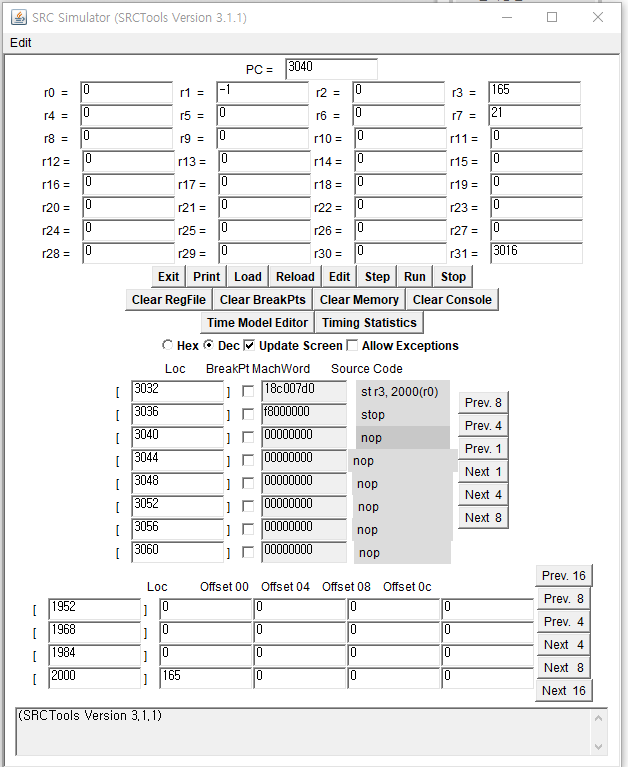 SRC Simulator (SRCTools Version 3.1.1)
Edit
PC = 3040
r0 = 0 r1 = -1 r2 = 0 r3 = 165
r4 = 0 r5 = 0 r6 = 0 r7 = 21
r8 = 0 r9 = 0 r10 = 0 r11 = 0
r12 = 0 r13 = 0 r14 = 0 r15 = 0
r16 = 0 r17 = 0 r18 = 0 r19 = 0
r20 = 0 r21 = 0 r22 = 0 r23 = 0
r24 = 0 r25 = 0 r26 = 0 r27 = 0
r28 = 0 r29 = 0 r30 = 0 r31 = 3016
Exit Print Load Reload Edit Step Run Stop
Clear RegFile Clear BreakPts Clear Memory Clear Console
Time Model Editor Timing Statistics
Hex Dec Update Screen Allow Exceptions
Loc BreakPt MachWord Source Code
[ 3032 ] 18c007d0 st r3, 2000(r0)
[ 3036 ] f8000000 stop
[ 3040 ] 00000000 nop
[ 3044 ] 00000000 nop
[ 3048 ] 00000000 nop
[ 3052 ] 00000000 nop
[ 3056 ] 00000000 nop
[ 3060 ] 00000000 nop
Prev. 8
Prev. 4
Prev. 1
Next 1
Next 4
Next 8
Loc Offset 00 Offset 04 Offset 08 Offset 0c
[ 1952 ] 0 0 0 0
[ 1968 ] 0 0 0 0
[ 1984 ] 0 0 0 0
[ 2000 ] 165 0 0 0
Prev. 16
Prev. 8
Prev. 4
Next 4
Next 8
Next 16
(SRCTools Version 3.1.1)